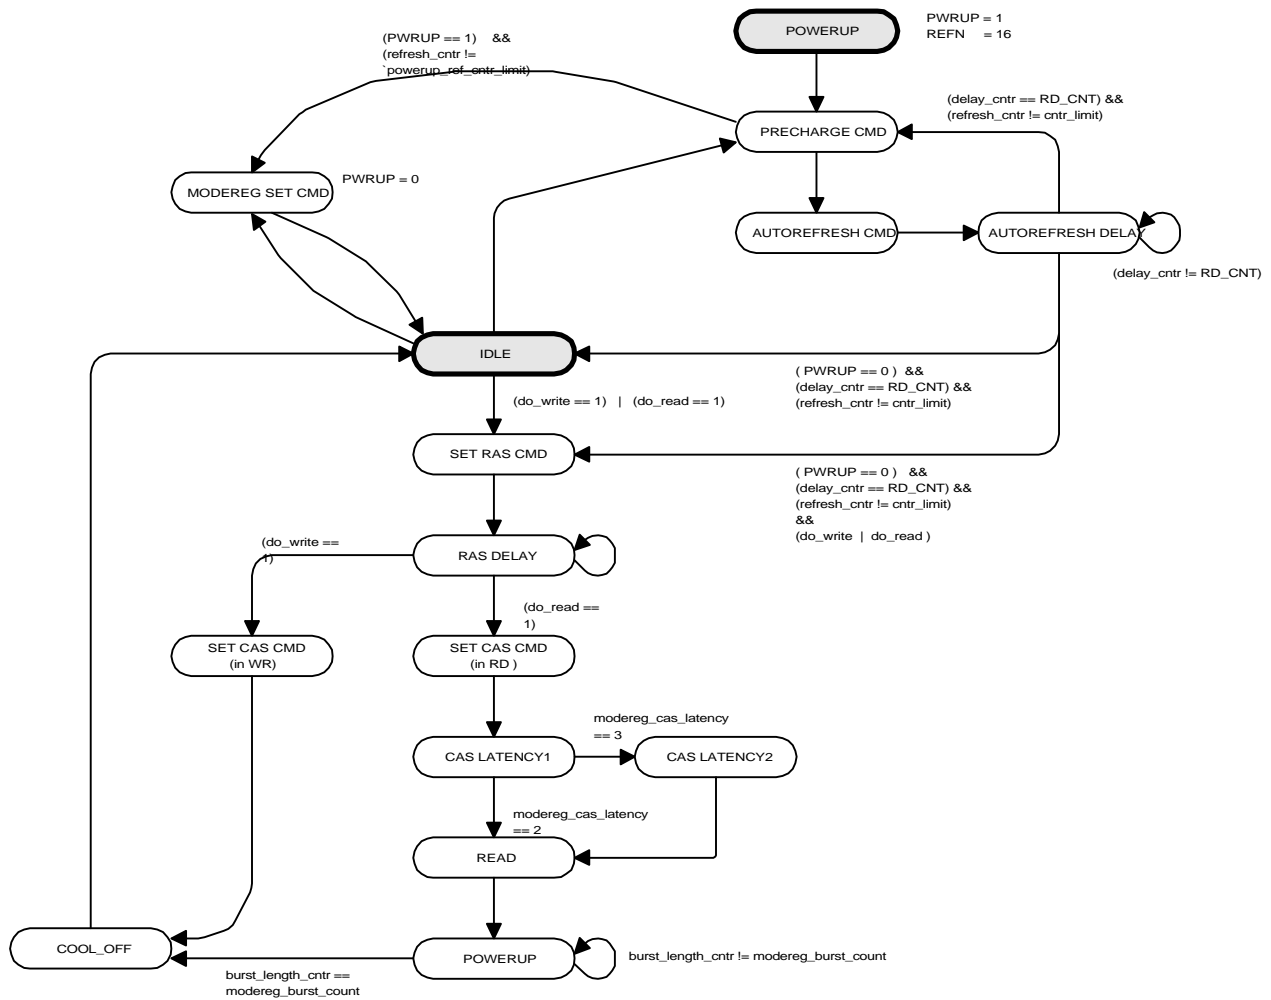 POWERUP
PWRUP = 1
REFN = 16
(PWRUP == 1) &&
(refresh_cntr !=
`powerup_ref_cntr_limit)
(delay_cntr == RD_CNT) &&
(refresh_cntr != cntr_limit)
PRECHARGE CMD
MODEREG SET CMD
PWRUP = 0
AUTOREFRESH CMD
AUTOREFRESH DELAY
(delay_cntr != RD_CNT)
IDLE
( PWRUP == 0 ) &&
(delay_cntr == RD_CNT) &&
(refresh_cntr != cntr_limit)
(do_write == 1) | (do_read == 1)
SET RAS CMD
( PWRUP == 0 ) &&
(delay_cntr == RD_CNT) &&
(refresh_cntr != cntr_limit)
&&
(do_write | do_read )
(do_write ==
1)
RAS DELAY
(do_read ==
1)
SET CAS CMD
(in WR)
SET CAS CMD
(in RD )
modereg_cas_latency
== 3
CAS LATENCY1
CAS LATENCY2
modereg_cas_latency
== 2
READ
COOL_OFF
POWERUP
burst_length_cntr != modereg_burst_count
burst_length_cntr ==
modereg_burst_count